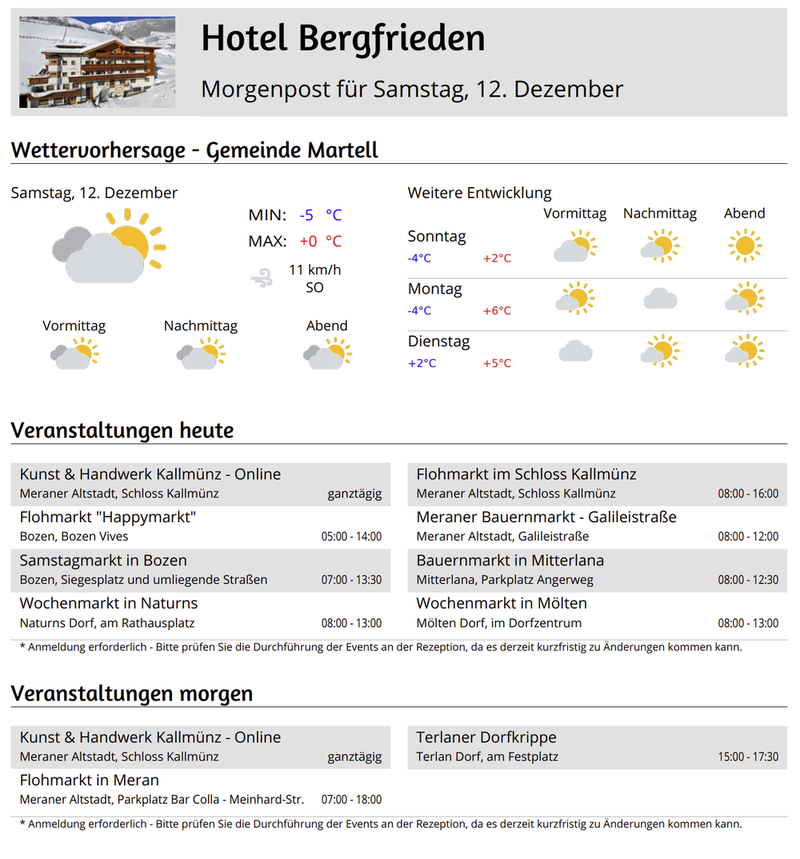 Hotel Bergfrieden
Morgenpost für Samstag, 12. Dezember
Wettervorhersage - Gemeinde Martell
Samstag, 12. Dezember
MIN: -5 °C
MAX: +0 °C
11 km/h
SO
Vormittag Nachmittag Abend
Weitere Entwicklung
Vormittag Nachmittag Abend
Sonntag
-4°C +2°C
Montag
-4°C +6°C
Dienstag
+2°C +5°C
Veranstaltungen heute
Kunst & Handwerk Kallmünz - Online
Meraner Altstadt, Schloss Kallmünz ganztägig
Flohmarkt "Happymarkt"
Bozen, Bozen Vives 05:00 - 14:00
Samstagmarkt in Bozen
Bozen, Siegesplatz und umliegende Straßen 07:00 - 13:30
Wochenmarkt in Naturns
Naturns Dorf, am Rathausplatz 08:00 - 13:00
Flohmarkt im Schloss Kallmünz
Meraner Altstadt, Schloss Kallmünz 08:00 - 16:00
Meraner Bauernmarkt - Galileistraße
Meraner Altstadt, Galileistraße 08:00 - 12:00
Bauernmarkt in Mitterlana
Mitterlana, Parkplatz Angerweg 08:00 - 12:30
Wochenmarkt in Mölten
Mölten Dorf, im Dorfzentrum 08:00 - 13:00
* Anmeldung erforderlich - Bitte prüfen Sie die Durchführung der Events an der Rezeption, da es derzeit kurzfristig zu Änderungen kommen kann.
Veranstaltungen morgen
Kunst & Handwerk Kallmünz - Online
Meraner Altstadt, Schloss Kallmünz ganztägig
Flohmarkt in Meran
Meraner Altstadt, Parkplatz Bar Colla - Meinhard-Str. 07:00 - 18:00
Terlaner Dorfkrippe
Terlan Dorf, am Festplatz 15:00 - 17:30
* Anmeldung erforderlich - Bitte prüfen Sie die Durchführung der Events an der Rezeption, da es derzeit kurzfristig zu Änderungen kommen kann.